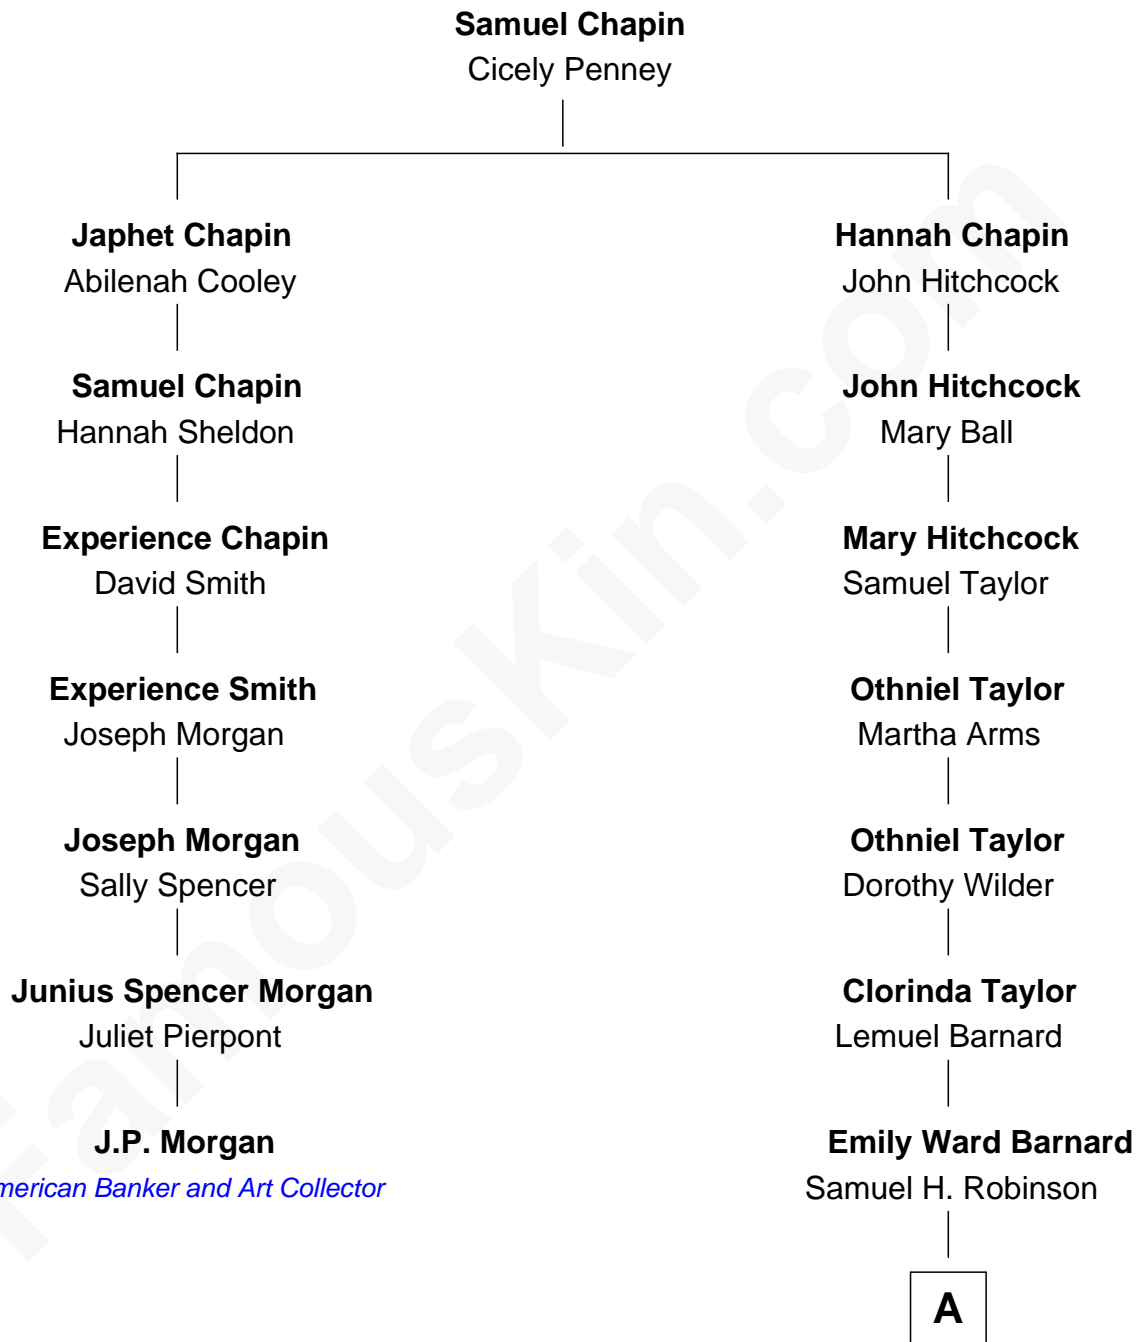 Samuel Chapin
Cicely Penney
Japhet Chapin
Abilenah Cooley
Hannah Chapin
John Hitchcock
Samuel Chapin
Hannah Sheldon
John Hitchcock
Mary Ball
Experience Chapin
David Smith
Mary Hitchcock
Samuel Taylor
Experience Smith
Joseph Morgan
Othniel Taylor
Martha Arms
Joseph Morgan
Sally Spencer
Othniel Taylor
Dorothy Wilder
Junius Spencer Morgan
Juliet Pierpont
Clorinda Taylor
Lemuel Barnard
J.P. Morgan
merican Banker and Art Collector
Emily Ward Barnard
Samuel H. Robinson
A
FamousKin.com